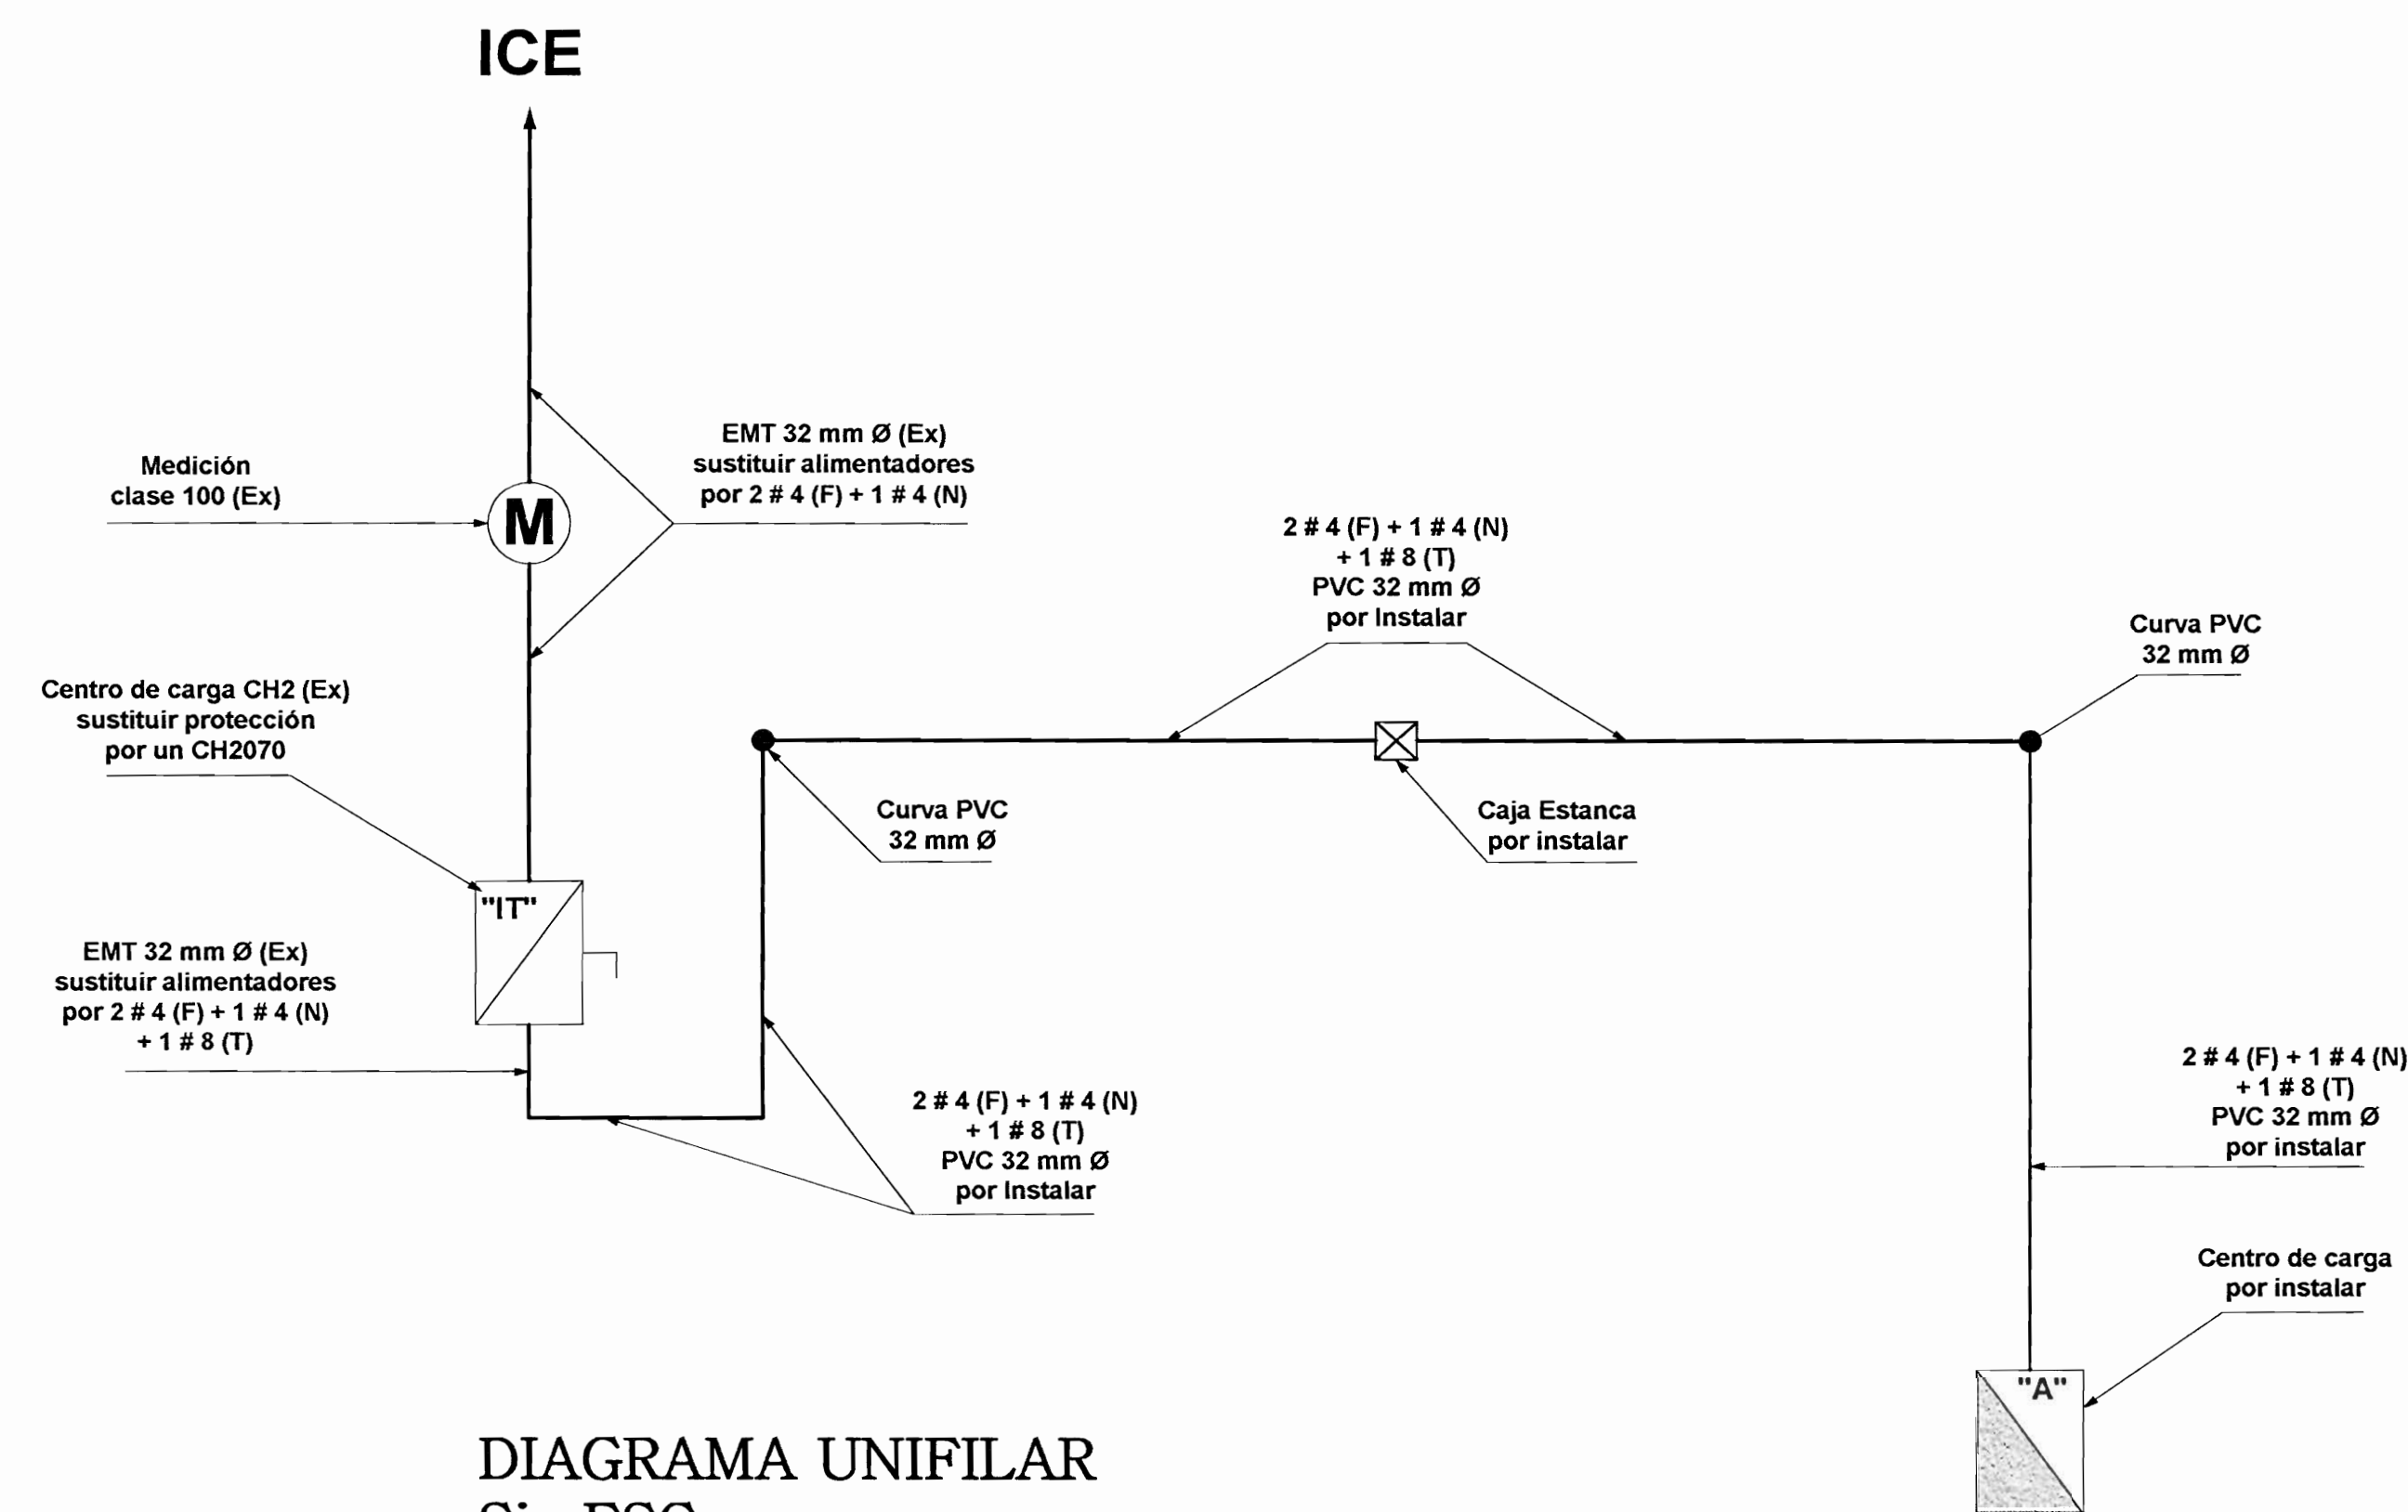 ICE
EMT 32 mm Ø (Ex)
sustituir alimentadores
por 2 # 4 (F) + 1 # 4 (N)
Medición
clase 100 (Ex)
M
2 # 4 (F) + 1 # 4 (N)
+ 1 # 8 (T)
PVC 32 mm Ø
por Instalar
Curva PVC
32 mm Ø
Centro de carga CH2 (Ex)
sustituir protección
por un CH2070
Curva PVC
32 mm Ø
Caja Estanca
por instalar
"IT"
EMT 32 mm Ø (Ex)
sustituir alimentadores
por 2 # 4 (F) + 1 # 4 (N)
+ 1 # 8 (T)
2 # 4 (F) + 1 # 4 (N)
+ 1 # 8 (T)
PVC 32 mm Ø
por Instalar
2 # 4 (F) + 1 # 4 (N)
+ 1 # 8 (T)
PVC 32 mm Ø
por instalar
Centro de carga
por instalar
"A"
DIAGRAMA UNIFILAR